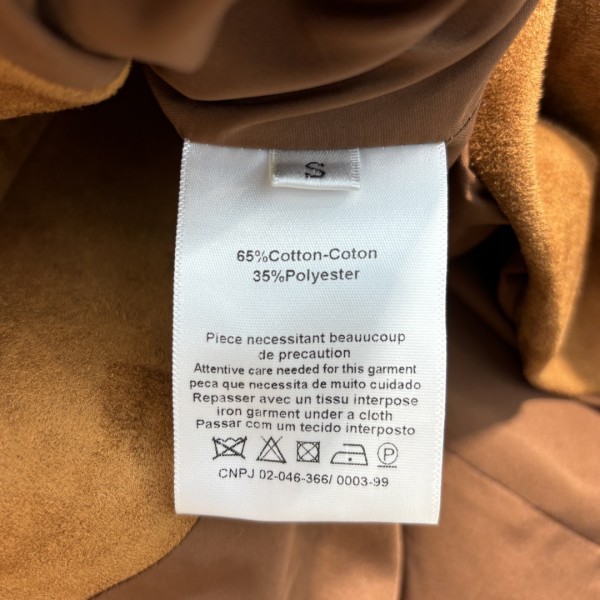 S
65%Cotton-Coton
35%Polyester
Piece necessitant beauucoup
de precaution
Attentive care needed for this garment
peca que necessita de muito cuidado
Repasser avec un tissu interpose
iron garment under a cloth
Passar com um tecido interposto
P
CNPJ 02-046-366/ 0003-99